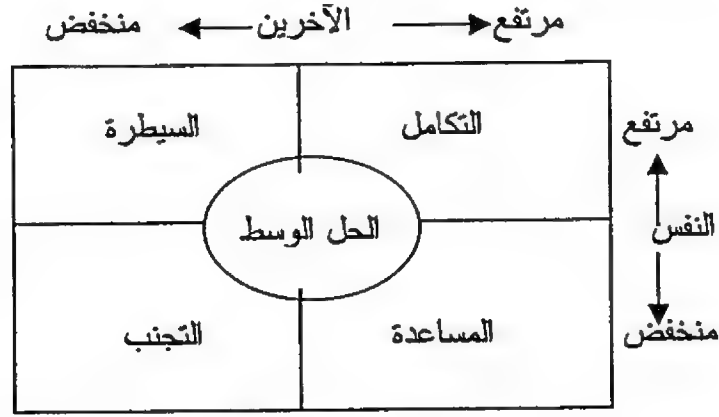 مرتفع الآخرين منخفض
التكامل السيطرة
مرتفع
الحل الوسط
النفس
المساعدة التجنب
منخفض